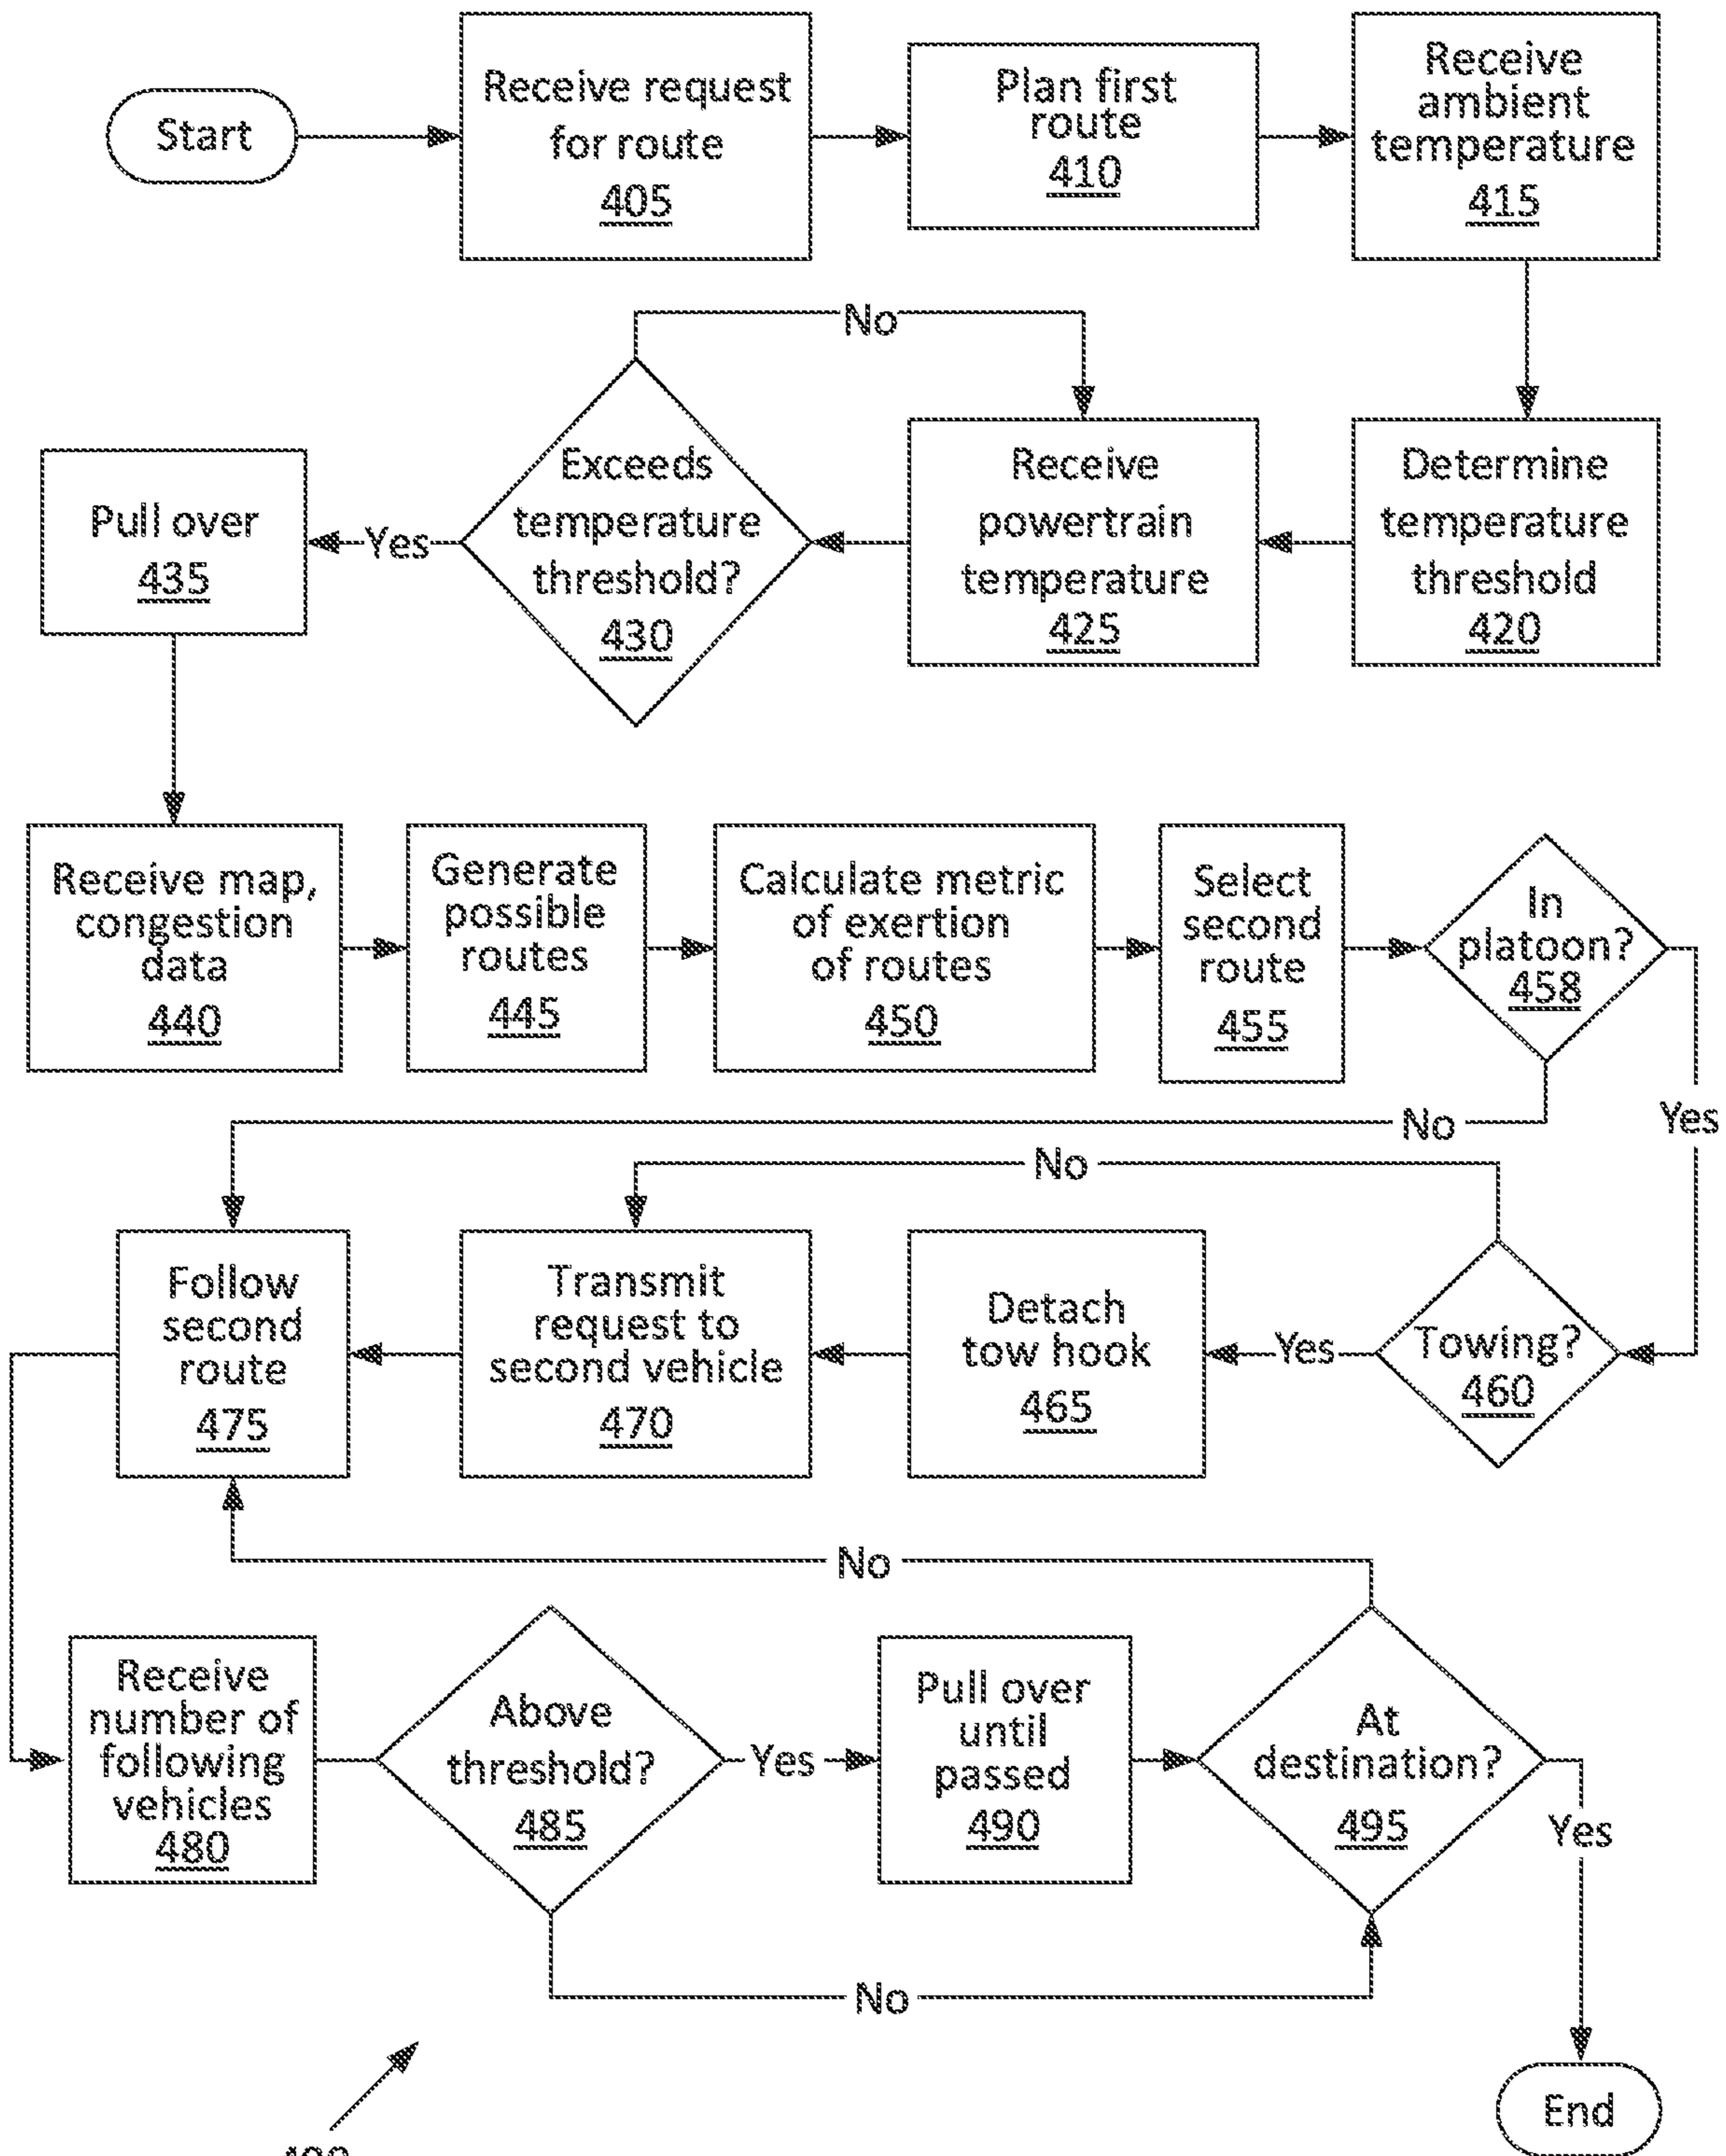 Start
Receive request
for route
405
Plan first
route
410
Receive
ambient
temperature
415
No
Pull over
435
Yes
Exceeds
temperature
threshold?
430
Receive
powertrain
temperature
425
Determine
temperature
threshold
420
Receive map,
congestion
data
440
Generate
possible
routes
445
Calculate metric
of exertion
of routes
450
Select
second
route
455
In
platoon?
458
No
Yes
No
Follow
second
route
475
Transmit
request to
second vehicle
470
Detach
tow hook
465
Yes
Towing?
460
No
Receive
number of
following
vehicles
480
Above
threshold?
485
Yes
Pull over
until
passed
490
At
destination?
495
Yes
No
End